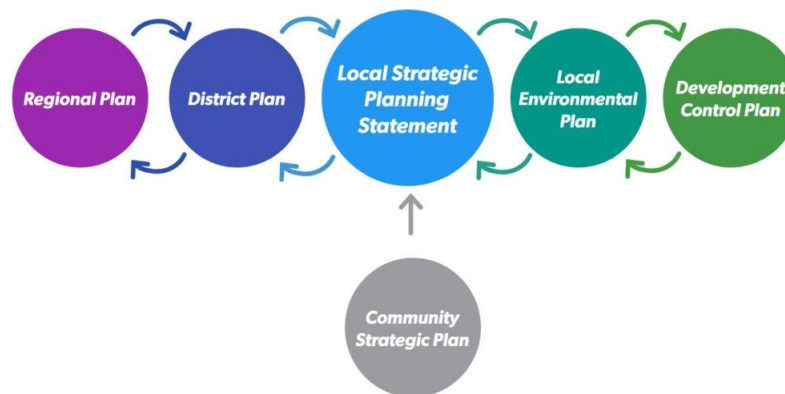 Regional Plan
District Plan
Local Strategic
Planning
Statement
Local
Environmental
Plan
Development
Control Plan
Community
Strategic Plan